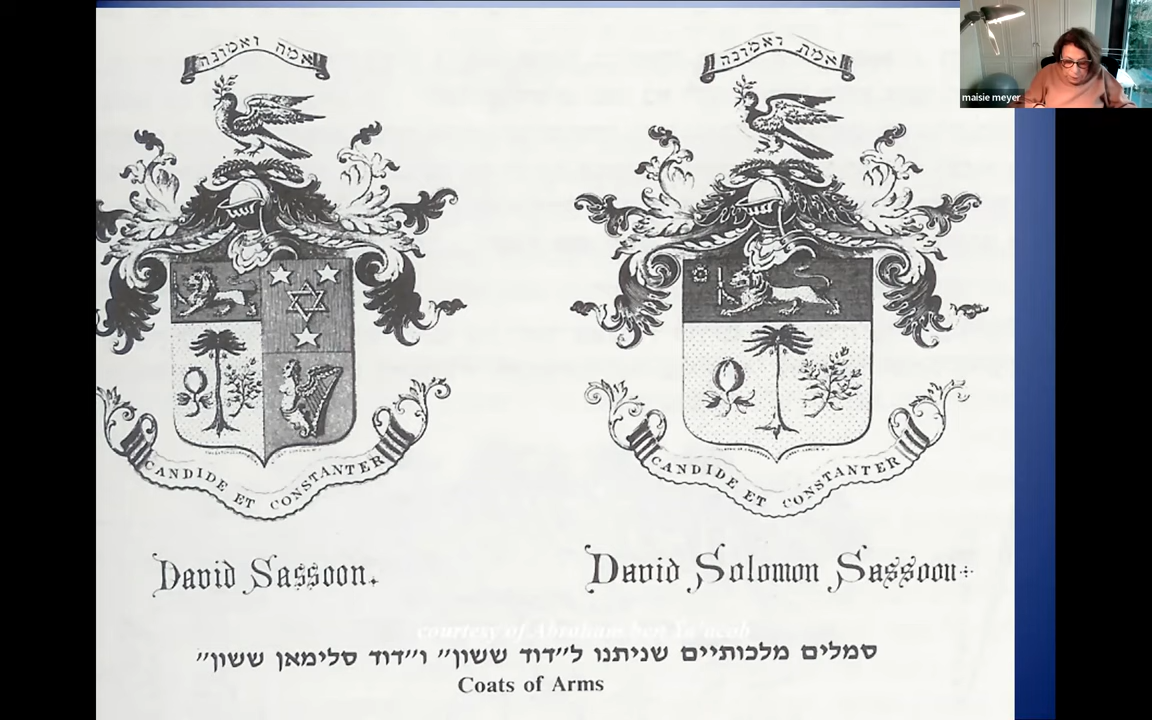 אמת ואמונה
אמת ואמונה
maisie meyer
CANDIDE ET CONSTANTER
CANDIDE ET CONSTANTER
David Sassoon.
David Solomon Sassoon
courtesy of Abraham ben Ya'acob
סמלים מלכותיים שניתנו ל״דוד ששון״ ו״דוד סלימאן ששון״
Coats of Arms